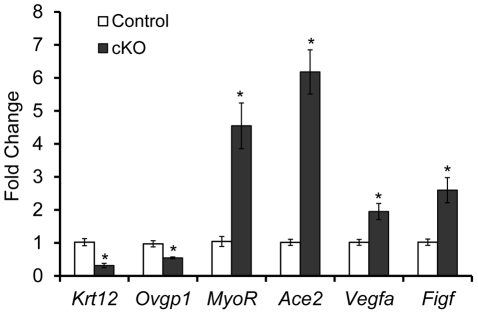 8
7
6
5
4
3
2
1
0
Fold Change
Control
cKO
* * * * * *
Krt12 Ovgp1 MyoR Ace2 Vegfa Figf